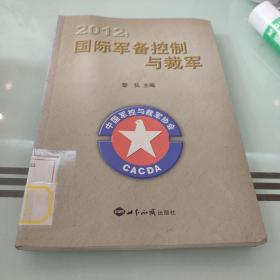 2012:
国际军备控制
与裁军
黎 弘 主编
中国军控与裁军协会
CACDA
世界知识出版社